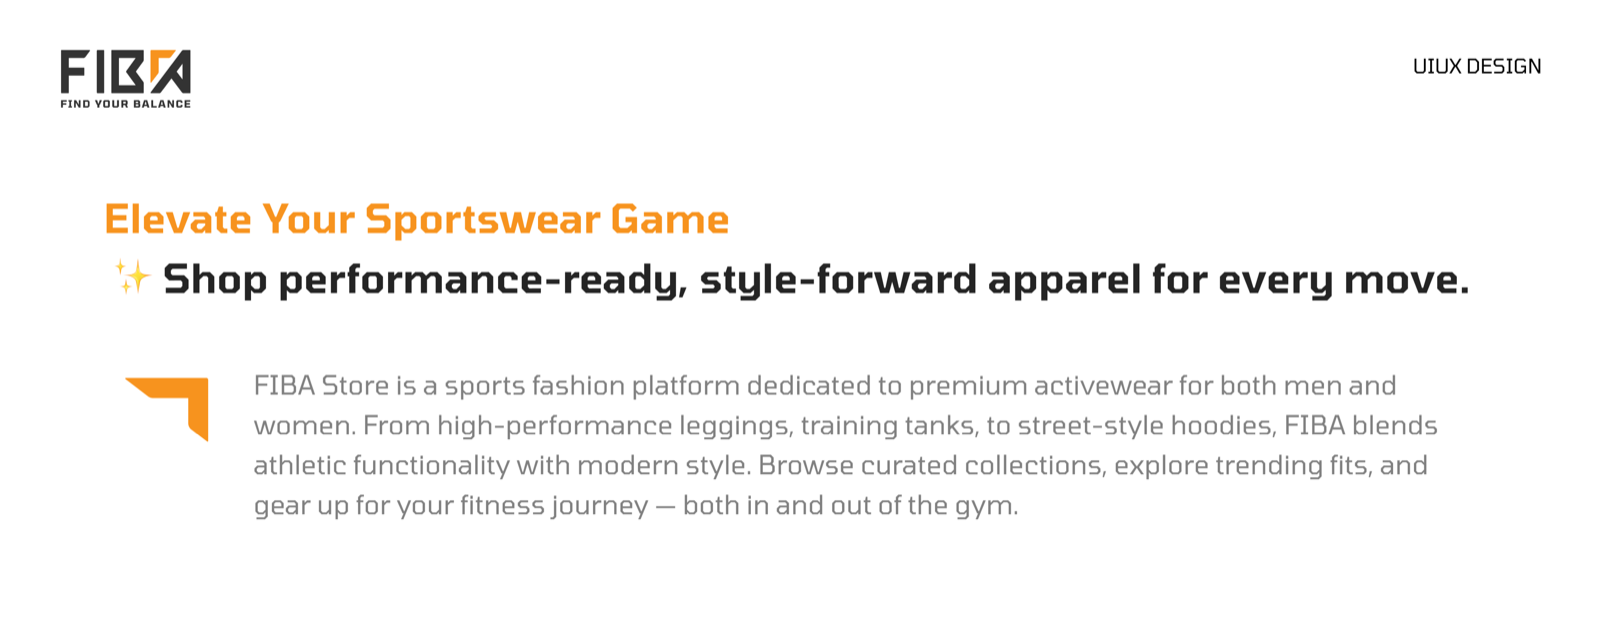 FIBA
FIND YOUR BALANCE
UIUX DESIGN
Elevate Your Sportswear Game
✨ Shop performance-ready, style-forward apparel for every move.
FIBA Store is a sports fashion platform dedicated to premium activewear for both men and
women. From high-performance leggings, training tanks, to street-style hoodies, FIBA blends
athletic functionality with modern style. Browse curated collections, explore trending fits, and
gear up for your fitness journey — both in and out of the gym.